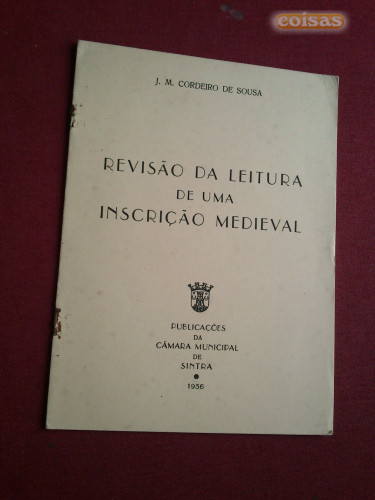 coisas
J. M. CORDEIRO DE SOUSA
REVISÃO DA LEITURA
DE UMA
INSCRIÇÃO MEDIEVAL
PUBLICAÇÕES
DA
CÂMARA MUNICIPAL
DE
SINTRA
1956